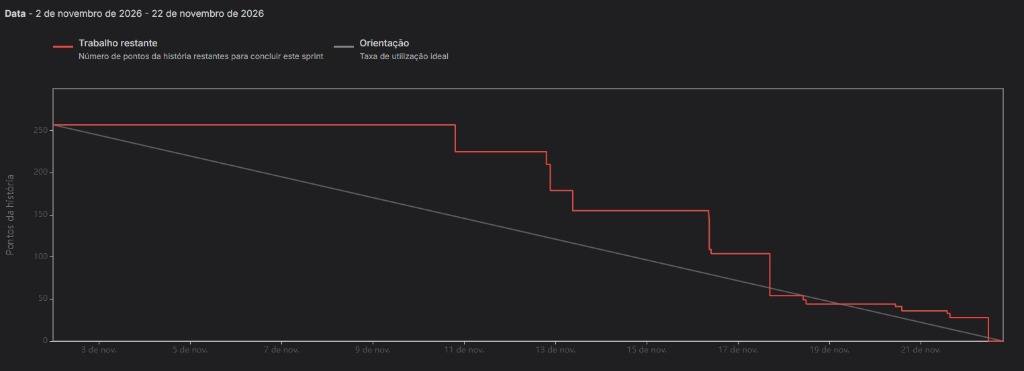 Data - 2 de novembro de 2026 - 22 de novembro de 2026
Trabalho restante
Número de pontos da história restantes para concluir este sprint
Orientação
Taxa de utilização ideal
Pontos da história
250
200
150
100
50
0
3 de nov. 5 de nov. 7 de nov. 9 de nov. 11 de nov. 13 de nov. 15 de nov. 17 de nov. 19 de nov. 21 de nov.